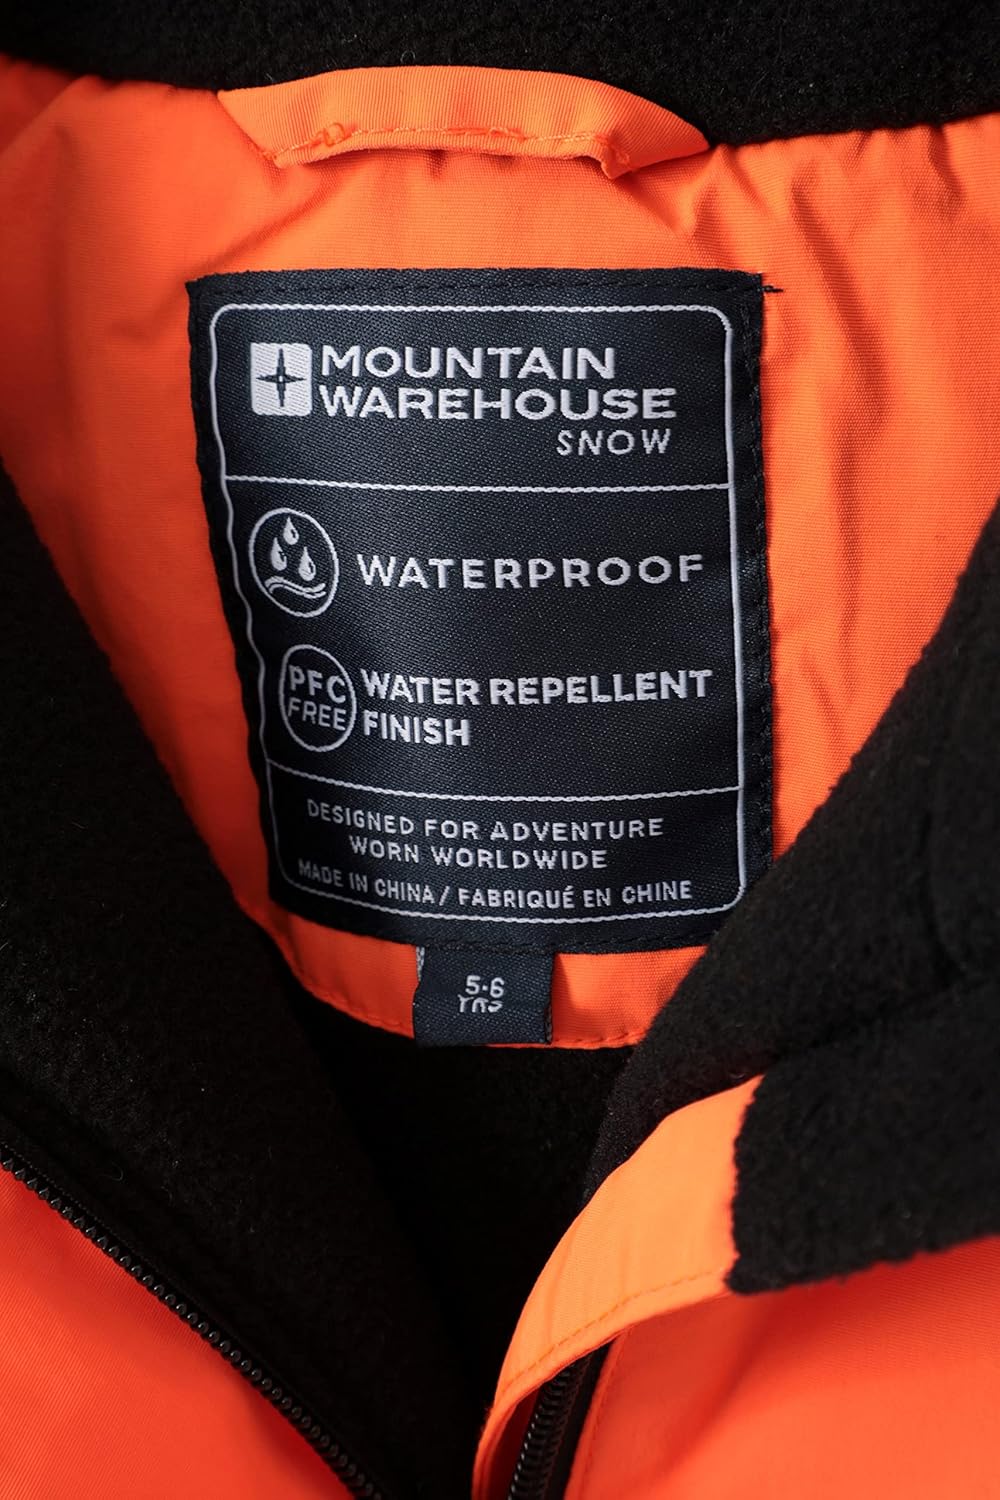 MOUNTAIN
WAREHOUSE
SNOW
WATERPROOF
PFC
FREE
WATER REPELLENT
FINISH
DESIGNED FOR ADVENTURE
WORN WORLDWIDE
MADE IN CHINA / FABRIQUÉ EN CHINE
5-6
YRS